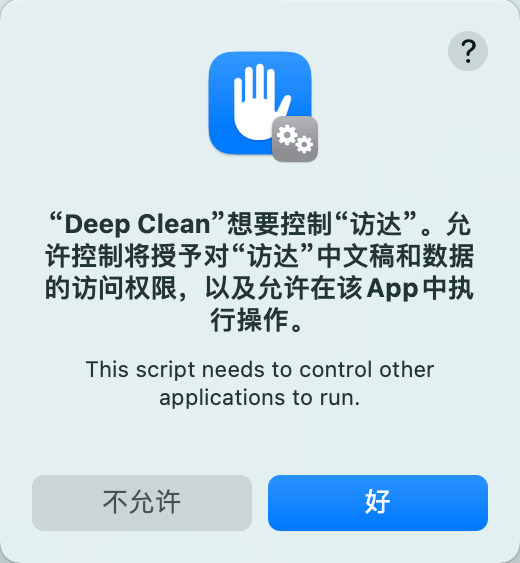 ?
“Deep Clean”想要控制“访达”。允
许控制将授予对“访达”中文稿和数据
的访问权限，以及允许在该App中执
行操作。
This script needs to control other
applications to run.
不允许
好